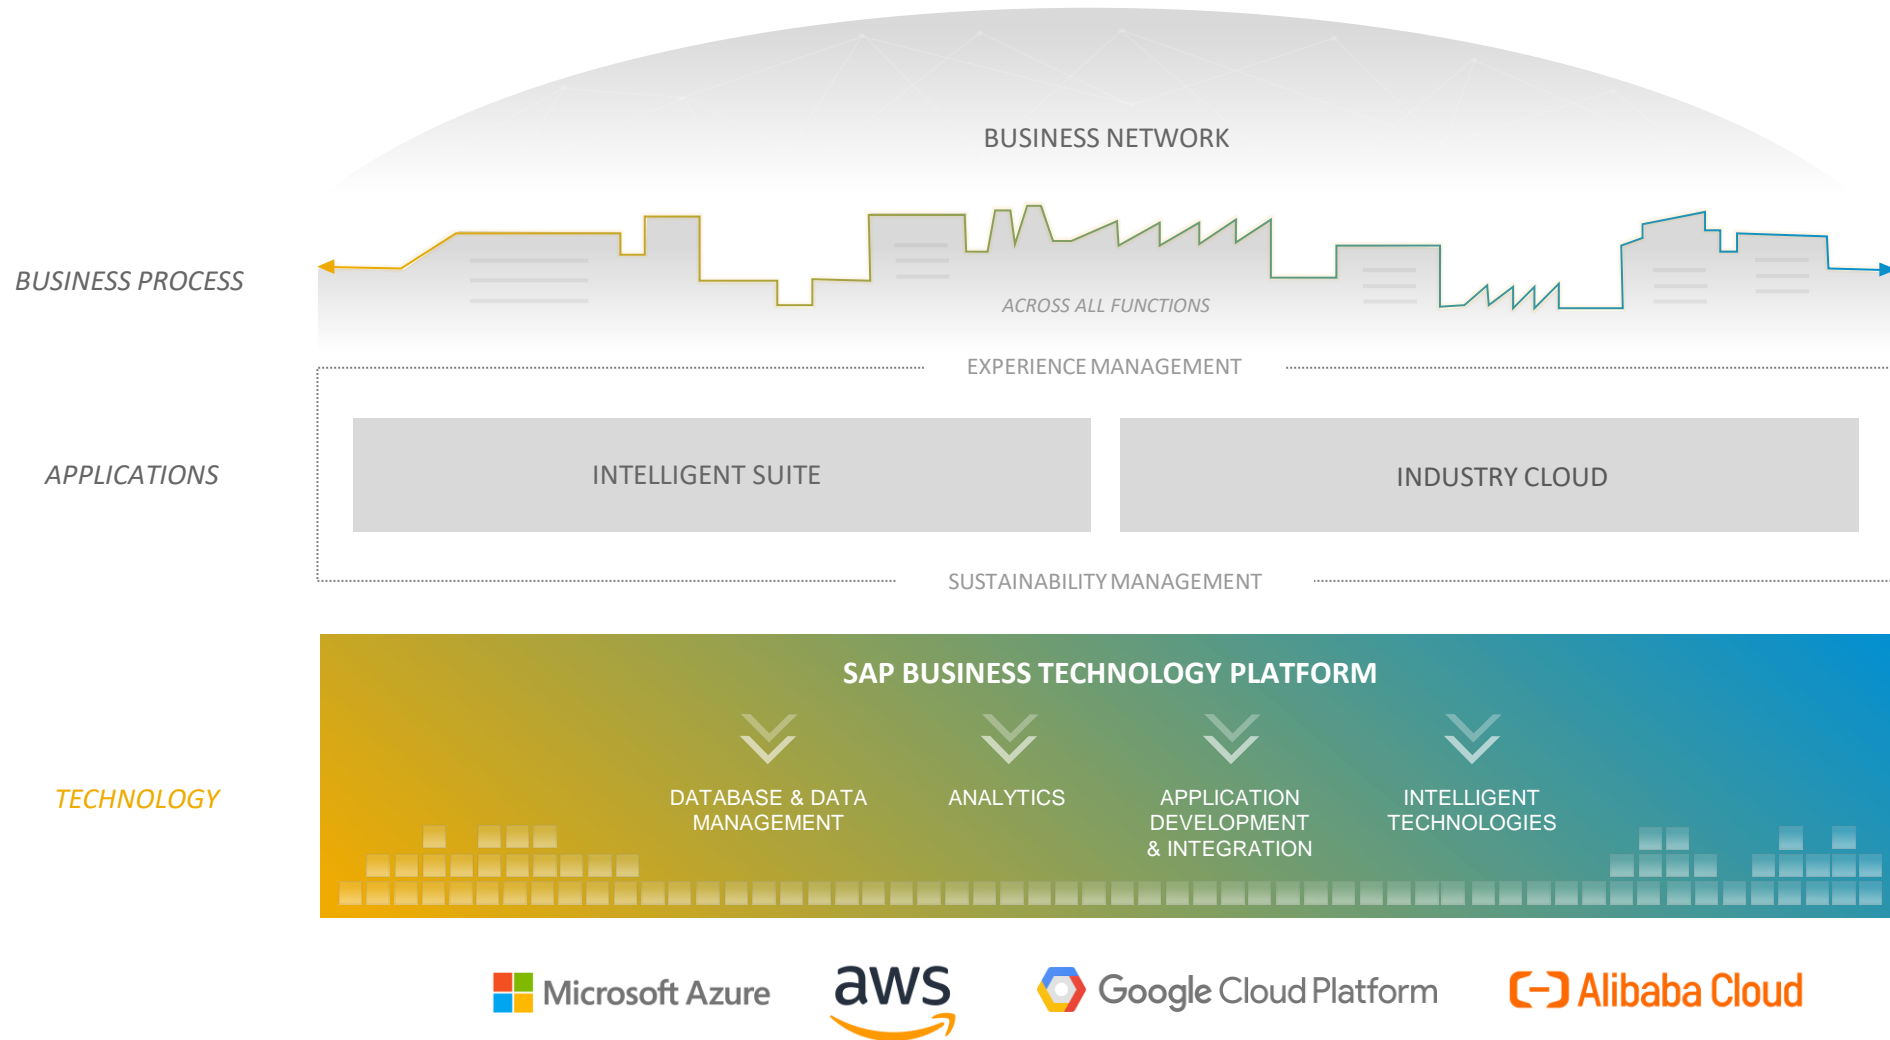 BUSINESS NETWORK
BUSINESS PROCESS
ACROSS ALL FUNCTIONS
EXPERIENCE MANAGEMENT
APPLICATIONS
INTELLIGENT SUITE
INDUSTRY CLOUD
SUSTAINABILITY MANAGEMENT
SAP BUSINESS TECHNOLOGY PLATFORM
TECHNOLOGY
DATABASE & DATA
MANAGEMENT
ANALYTICS
APPLICATION
DEVELOPMENT
& INTEGRATION
INTELLIGENT
TECHNOLOGIES
Microsoft Azure
aws
Google Cloud Platform
Alibaba Cloud